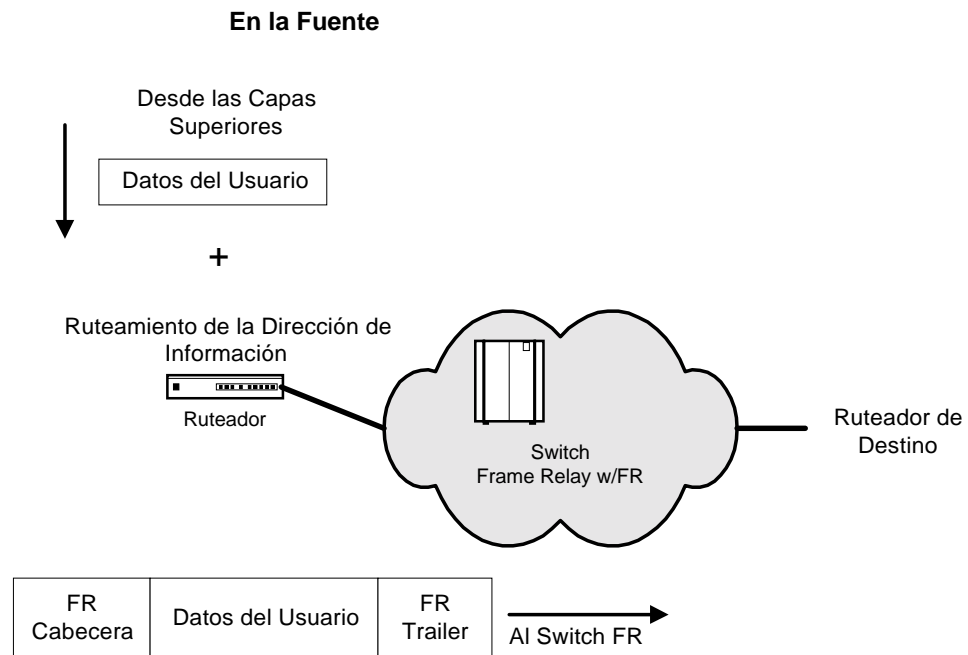 En la Fuente
Desde las Capas
Superiores
Datos del Usuario
+
Ruteamiento de la Dirección de
Información
Ruteador
Switch
Frame Relay w/FR
Ruteador de
Destino
FR
Cabecera
Datos del Usuario
FR
Trailer
Al Switch FR